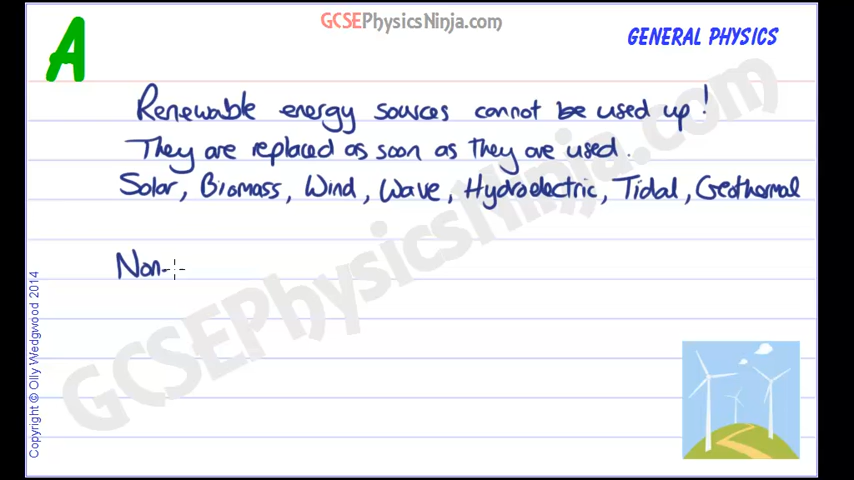 GCSEPhysicsNinja.com
A
GENERAL PHYSICS
Renewable energy sources cannot be used up!
They are replaced as soon as they are used.
Solar, Biomass, Wind, Wave, Hydroelectric, Tidal, Geothermal
Non-
GCSEPhysicsNinja.com
Copyright © Olly Wedgwood 2014